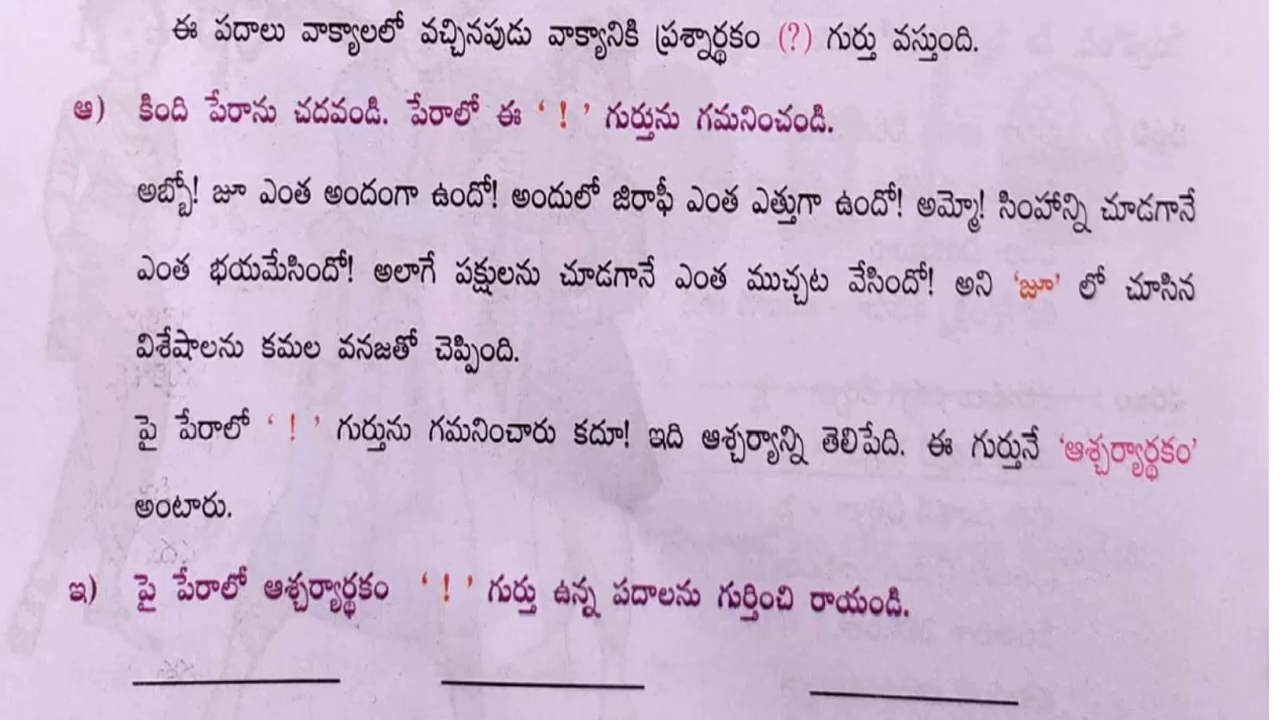 ఈ పదాలు వాక్యాలలో వచ్చినపుడు వాక్యానికి ప్రశ్నార్థకం (?) గుర్తు వస్తుంది.
ఆ) కింది పేరాను చదవండి. పేరాలో ఈ ‘ ! ’ గుర్తును గమనించండి.
అబ్బో! జూ ఎంత అందంగా ఉందో! అందులో జిరాఫీ ఎంత ఎత్తుగా ఉందో! అమ్మో! సింహాన్ని చూడగానే
ఎంత భయమేసిందో! అలాగే పక్షులను చూడగానే ఎంత ముచ్చట వేసిందో! అని ‘జూ’ లో చూసిన
విశేషాలను కమల వనజతో చెప్పింది.
పై పేరాలో ‘ ! ’ గుర్తును గమనించారు కదూ! ఇది ఆశ్చర్యాన్ని తెలిపేది. ఈ గుర్తునే ‘ఆశ్చర్యార్థకం’
అంటారు.
ఇ) పై పేరాలో ఆశ్చర్యార్థకం ‘ ! ’ గుర్తు ఉన్న పదాలను గుర్తించి రాయండి.